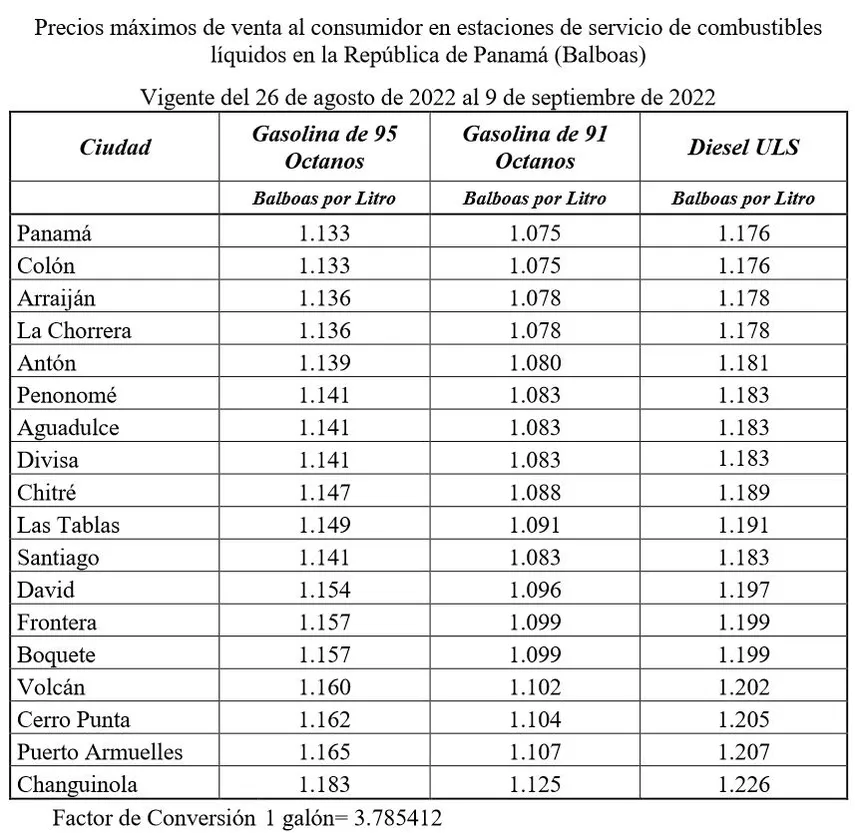 Precios máximos de venta al consumidor en estaciones de servicio de combustibles
líquidos en la República de Panamá (Balboas)
Vigente del 26 de agosto de 2022 al 9 de septiembre de 2022
Ciudad Gasolina de 95 Octanos Gasolina de 91 Octanos Diesel ULS
Balboas por Litro Balboas por Litro Balboas por Litro
Panamá 1.133 1.075 1.176
Colón 1.133 1.075 1.176
Arraiján 1.136 1.078 1.178
La Chorrera 1.136 1.078 1.178
Antón 1.139 1.080 1.181
Penonomé 1.141 1.083 1.183
Aguadulce 1.141 1.083 1.183
Divisa 1.141 1.083 1.183
Chitré 1.147 1.088 1.189
Las Tablas 1.149 1.091 1.191
Santiago 1.141 1.083 1.183
David 1.154 1.096 1.197
Frontera 1.157 1.099 1.199
Boquete 1.157 1.099 1.199
Volcán 1.160 1.102 1.202
Cerro Punta 1.162 1.104 1.205
Puerto Armuelles 1.165 1.107 1.207
Changuinola 1.183 1.125 1.226
Factor de Conversión 1 galón= 3.785412